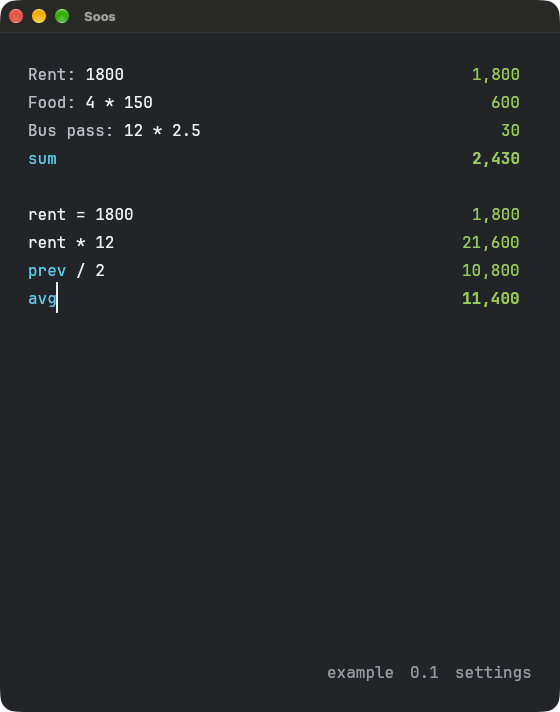 Soos
Rent: 1800 1,800
Food: 4 * 150 600
Bus pass: 12 * 2.5 30
sum 2,430
rent = 1800 1,800
rent * 12 21,600
prev / 2 10,800
avg 11,400
example 0.1 settings